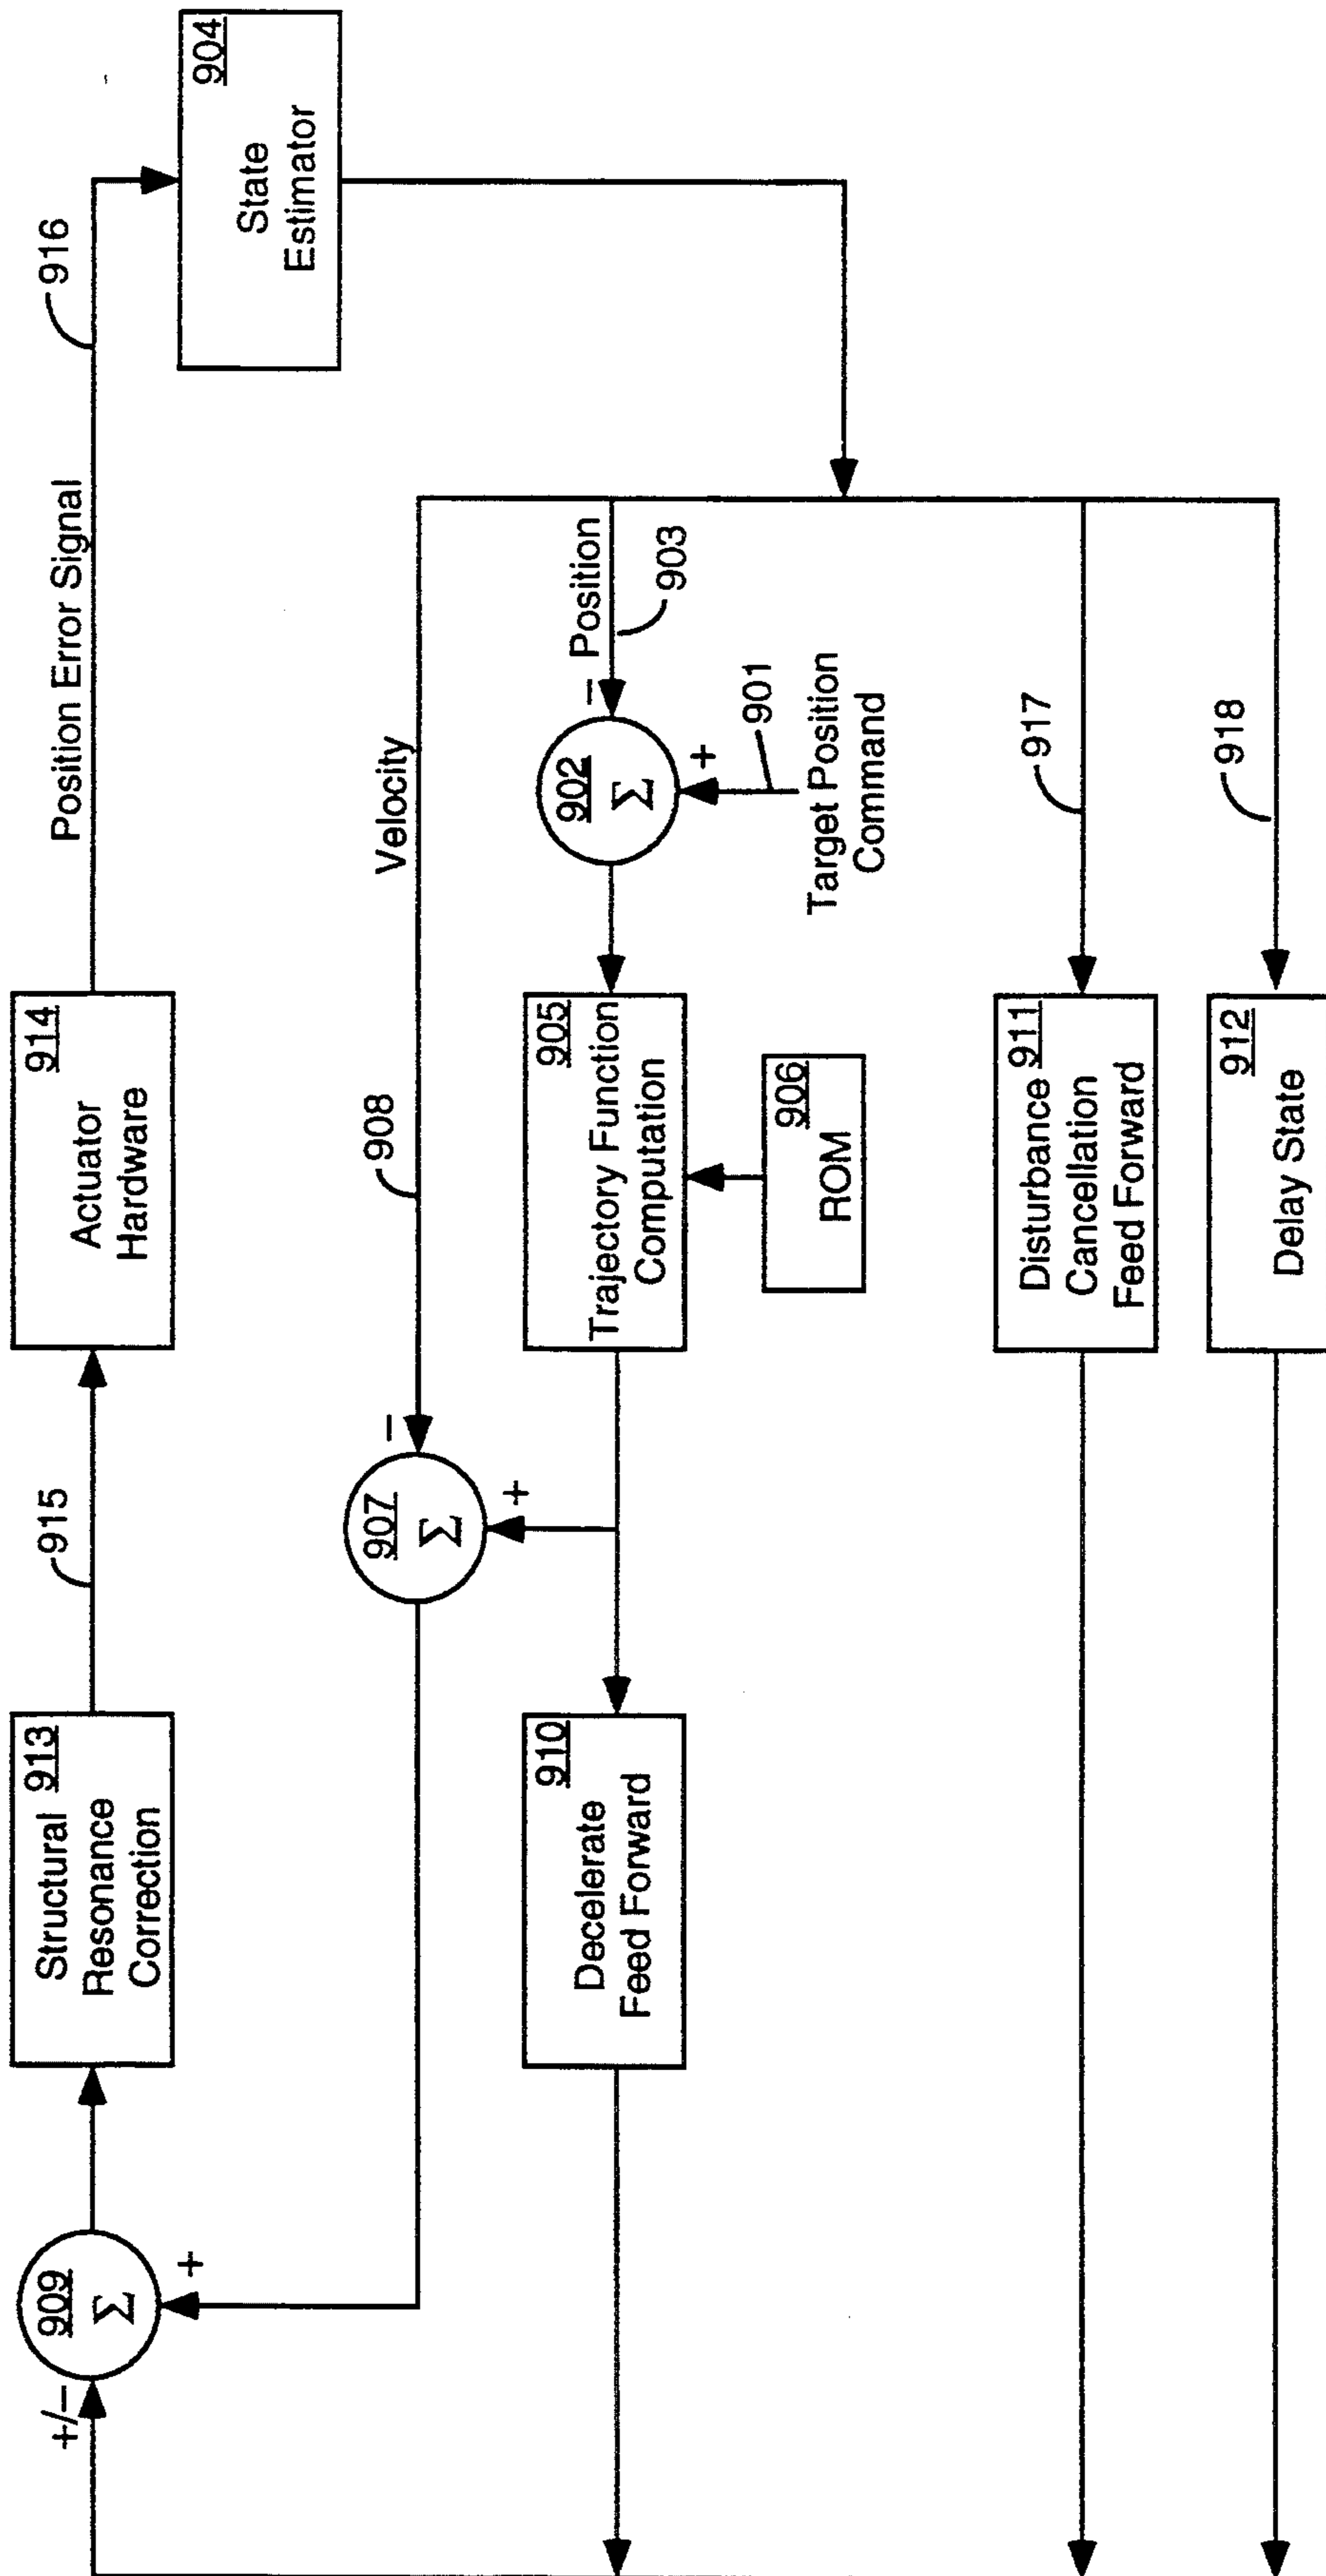 +/−
909
Σ
+
Structural
913
Resonance
Correction
915
914
Actuator
Hardware
Position Error Signal
916
904
State
Estimator
907
Σ
−
+
908
Velocity
910
Decelerate
Feed Forward
905
Trajectory Function
Computation
906
ROM
902
Σ
−
+
Position
903
901
Target Position
Command
911
Disturbance
Cancellation
Feed Forward
917
912
Delay State
918